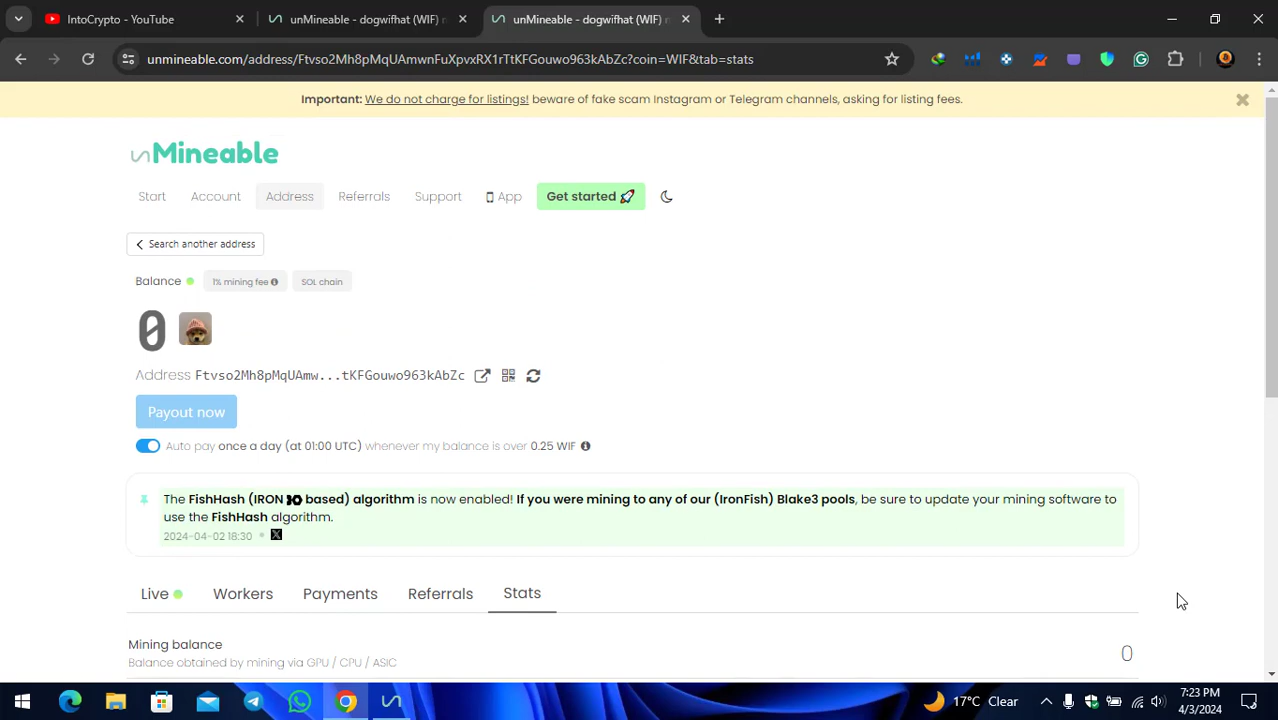 IntoCrypto - YouTube
unMineable - dogwifhat (WIF) m
unMineable - dogwifhat (WIF) m
unmineable.com/address/Ftvso2Mh8pMqUAmwnFuXpvxRX1rTtKFGouwo963kAbZc?coin=WIF&tab=stats
Important: We do not charge for listings! beware of fake scam Instagram or Telegram channels, asking for listing fees.
unMineable
Start Account Address Referrals Support App Get started
Search another address
Balance 1% mining fee SOL chain
0
Address Ftvso2Mh8pMqUAmw...tKFGouwo963kAbZc
Payout now
Auto pay once a day (at 01:00 UTC) whenever my balance is over 0.25 WIF
The FishHash (IRON based) algorithm is now enabled! If you were mining to any of our (IronFish) Blake3 pools, be sure to update your mining software to
use the FishHash algorithm.
2024-04-02 18:30
Live Workers Payments Referrals Stats
Mining balance
Balance obtained by mining via GPU / CPU / ASIC
0
17°C Clear
7:23 PM
4/3/2024